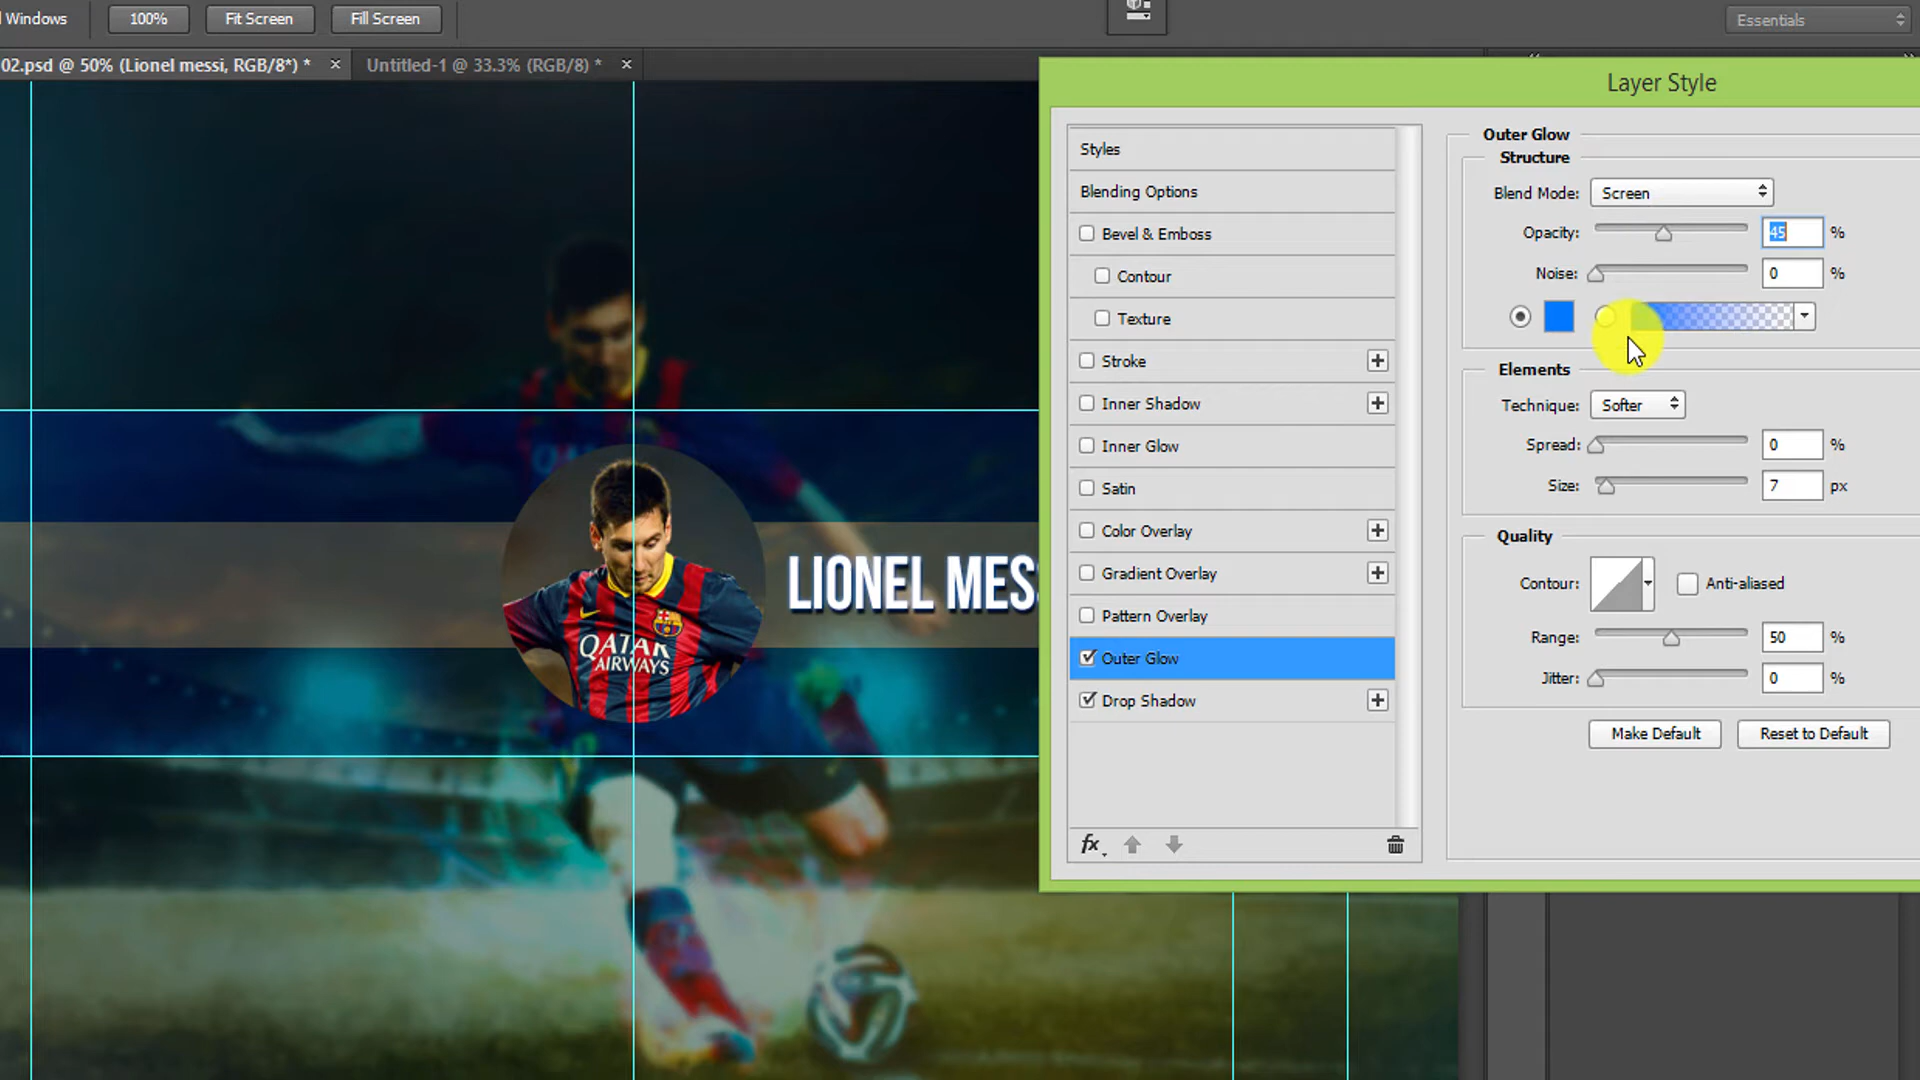 Windows
100%
Fit Screen
Fill Screen
Essentials
02.psd @ 50% (Lionel messi, RGB/8*) *
Untitled-1 @ 33.3% (RGB/8) *
Layer Style
Styles
Blending Options
Bevel & Emboss
Contour
Texture
Stroke
Inner Shadow
Inner Glow
Satin
Color Overlay
Gradient Overlay
Pattern Overlay
Outer Glow
Drop Shadow
fx
Outer Glow
Structure
Blend Mode: Screen
Opacity: 45 %
Noise: 0 %
Elements
Technique: Softer
Spread: 0 %
Size: 7 px
Quality
Contour: Anti-aliased
Range: 50 %
Jitter: 0 %
Make Default
Reset to Default
LIONEL MES
QATAR
AIRWAYS